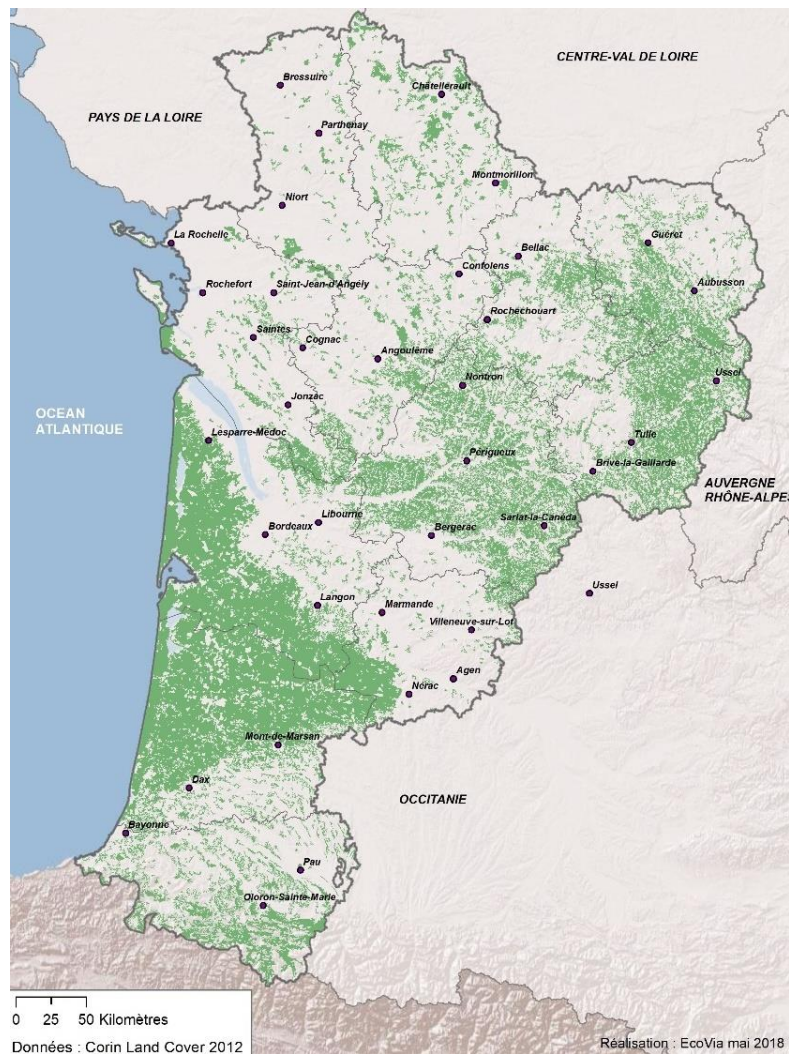 CENTRE-VAL DE LOIRE
Bressuire
Châtellerault
PAYS DE LA LOIRE
Parthenay
Montmorillon
Niort
La Rochelle
Guéret
Bellac
Confolens
Aubusson
Rochefort
Saint-Jean-d'Angély
Rochechouart
Saintes
Cognac
Angoulême
Ussel
Nontron
Jonzac
OCEAN
ATLANTIQUE
Lesparre-Médoc
Tulle
Périgueux
Brive-la-Gaillarde
AUVERGNE
RHÔNE-ALPES
Libourne
Sarlat-la-Canéda
Bordeaux
Bergerac
Ussel
Langon
Marmande
Villeneuve-sur-Lot
Agen
Nérac
Mont-de-Marsan
Dax
OCCITANIE
Bayonne
Pau
Oloron-Sainte-Marie
0 25 50 Kilomètres
Données : Corin Land Cover 2012
Réalisation : EcoVia mai 2018